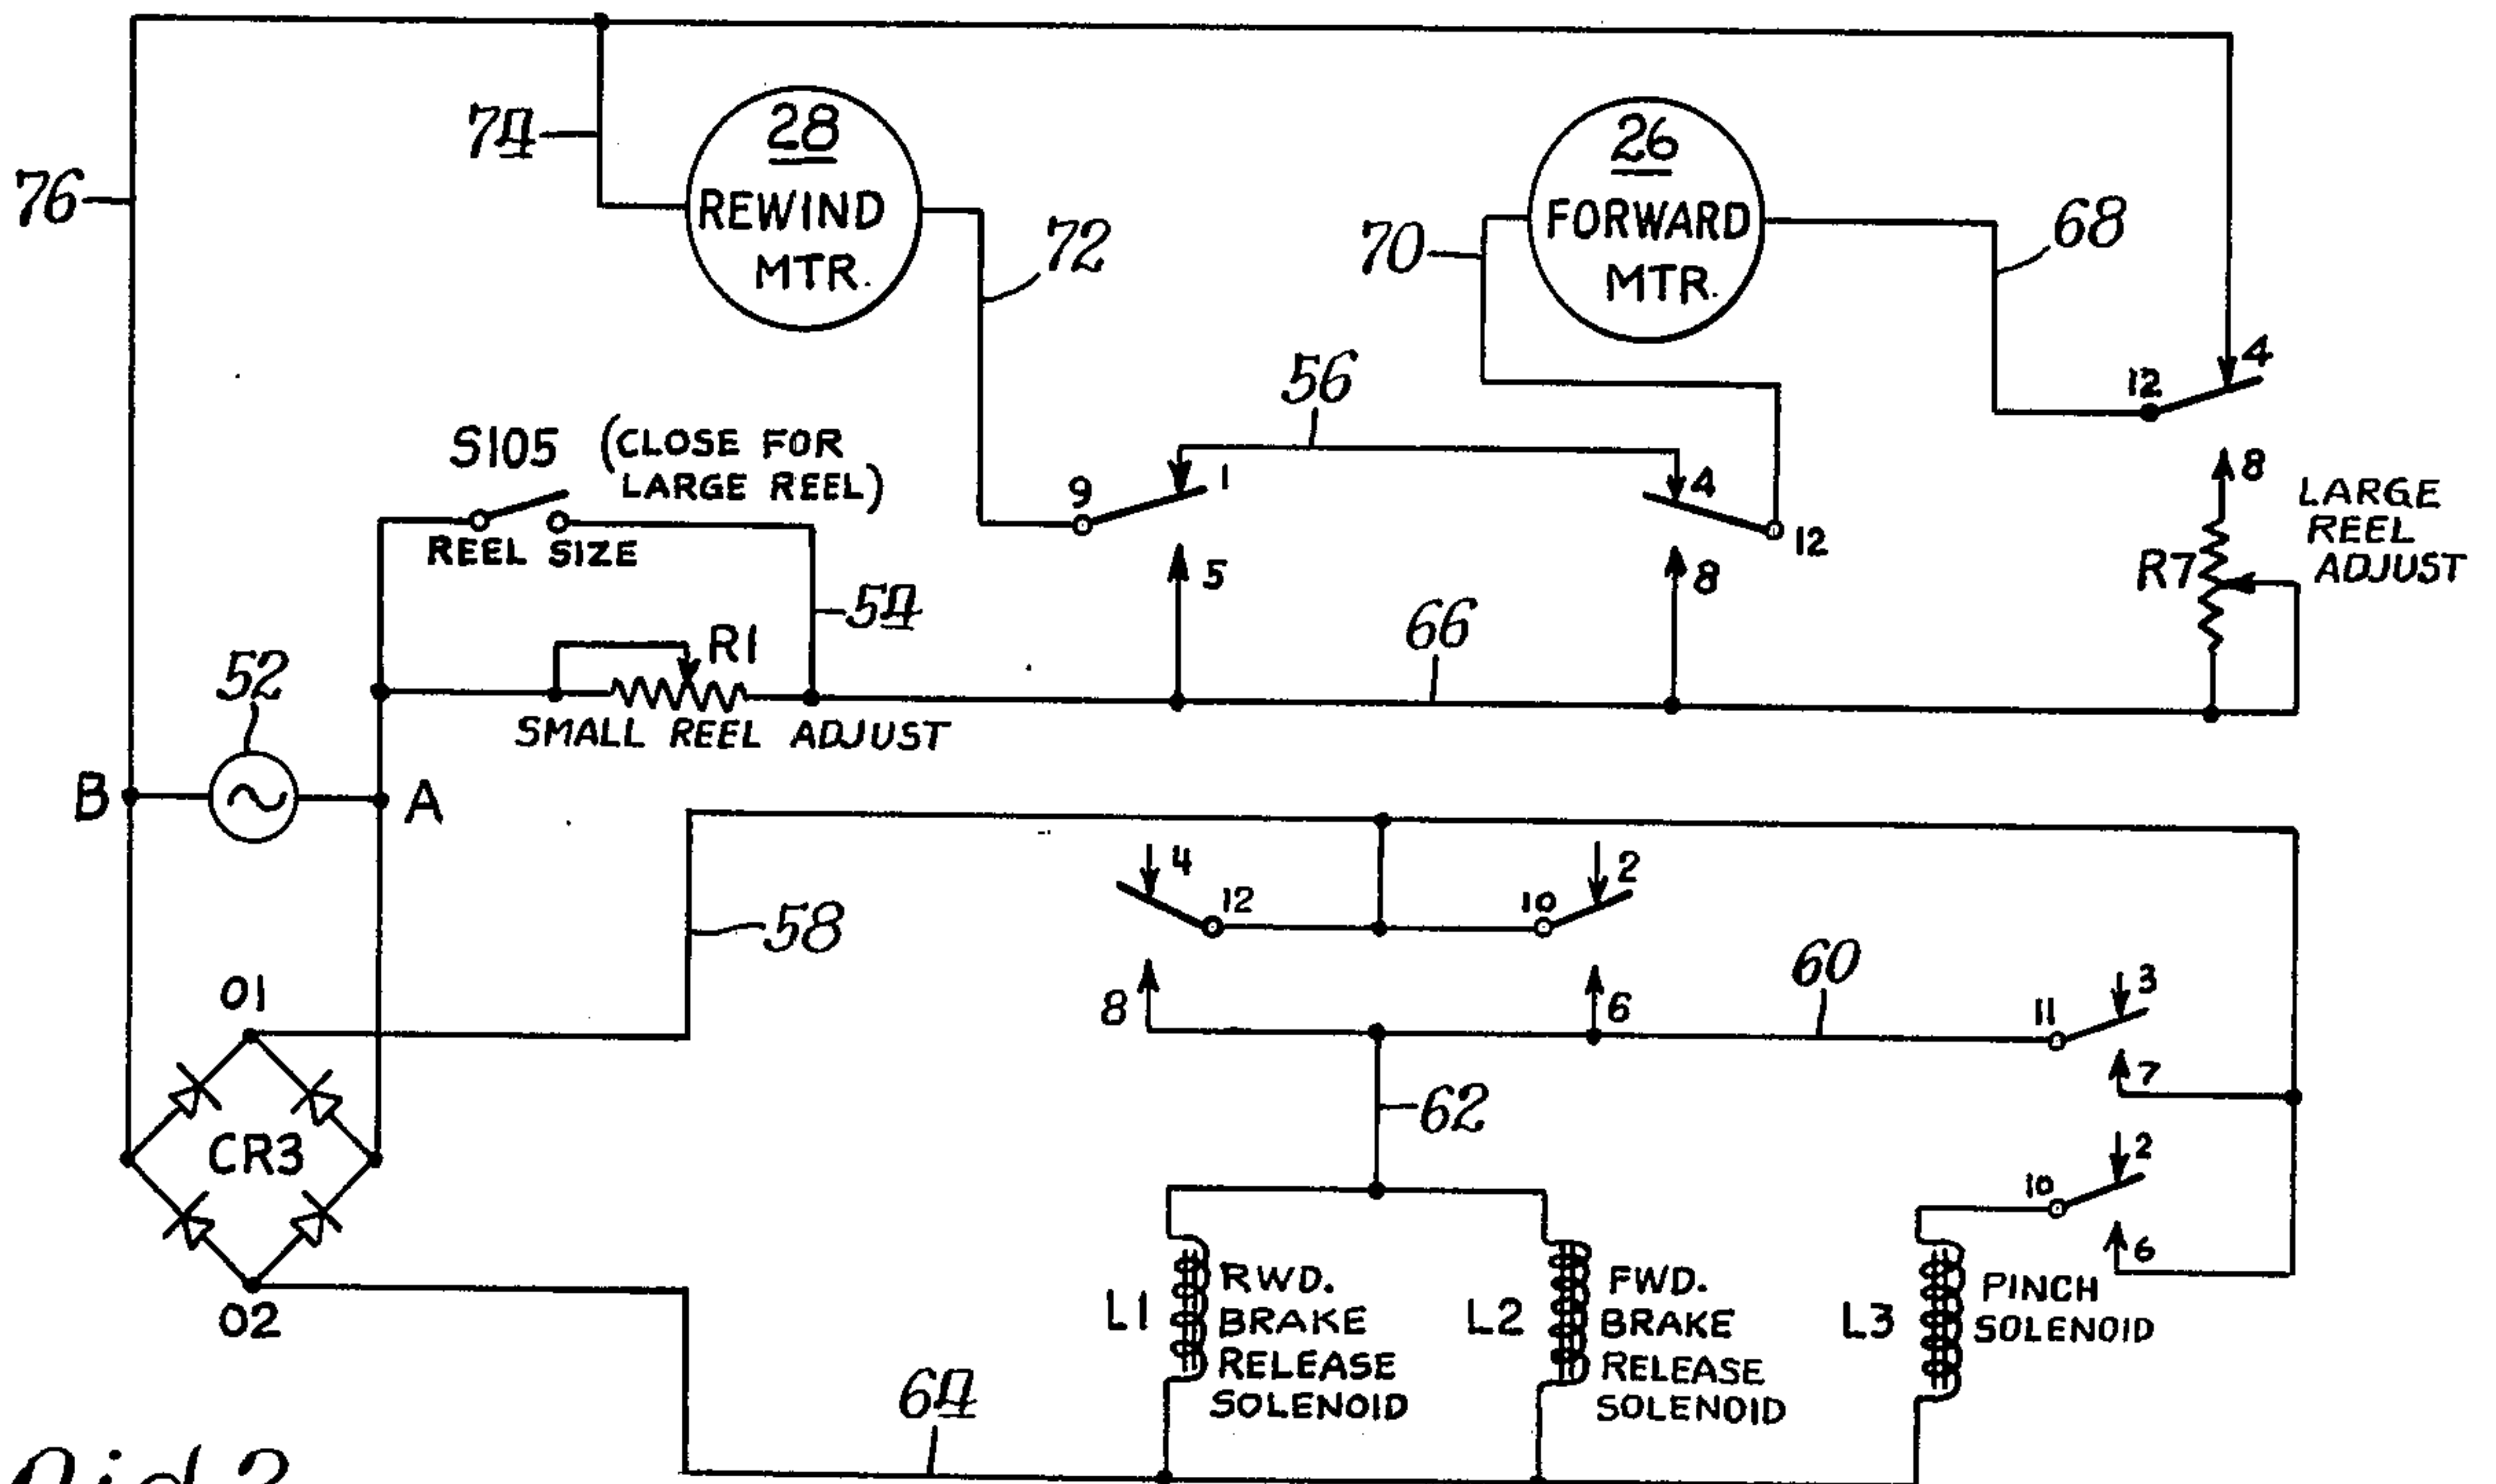 74
28
REWIND
MTR.
76
72
26
FORWARD
MTR.
70
68
56
12
4
S105 (CLOSE FOR
LARGE REEL)
REEL SIZE
9
1
4
12
8
LARGE
REEL
ADJUST
R7
5
8
54
66
R1
SMALL REEL ADJUST
52
B
A
4
12
10
2
58
60
01
8
6
11
3
7
62
CR3
2
10
6
02
L1
RWD.
BRAKE
RELEASE
SOLENOID
L2
FWD.
BRAKE
RELEASE
SOLENOID
L3
PINCH
SOLENOID
64